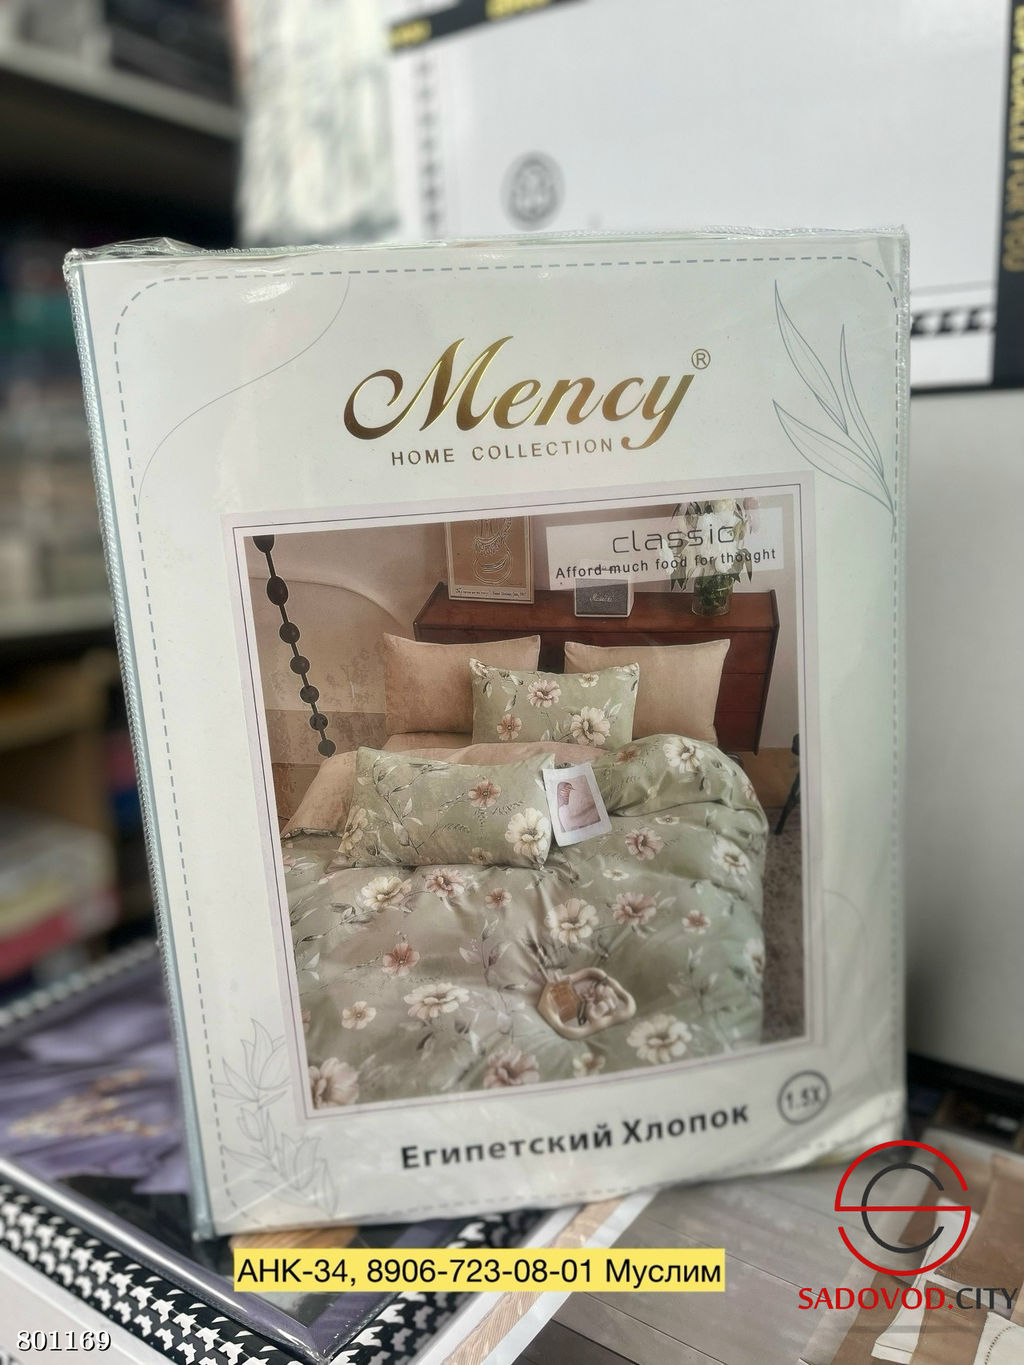 Mency®
HOME COLLECTION
classic
Afford much food for thought
Египетский Хлопок
1.5X
АНК-34, 8906-723-08-01 Муслим
SADOVOD.CITY
801169